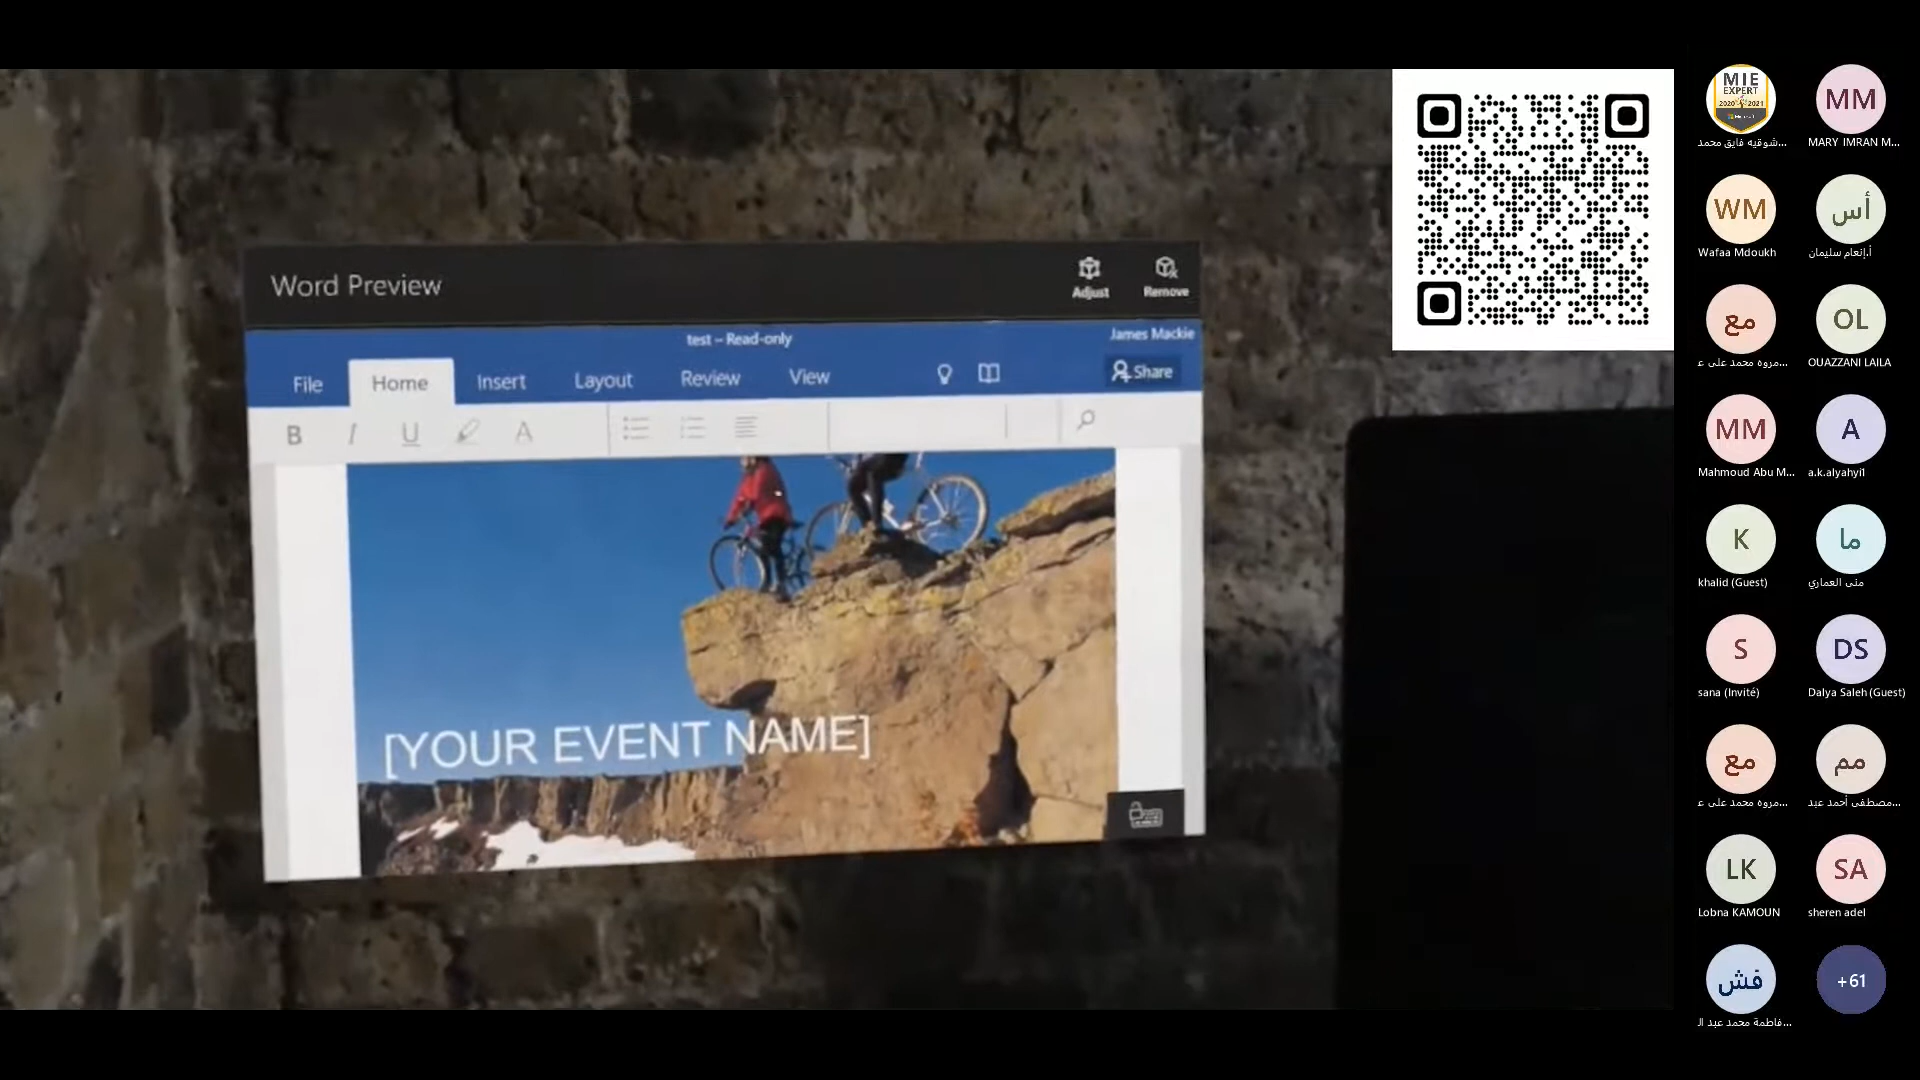 Word Preview
Adjust
Remove
test – Read-only
James Mackie
File
Home
Insert
Layout
Review
View
Share
B
I
U
A
[YOUR EVENT NAME]
MIE
EXPERT
2020 2021
Microsoft
شوقيه فايق محمد...
MM
MARY IMRAN M...
WM
Wafaa Mdoukh
أس
أ.إنعام سليمان
مع
مروه محمد على ع...
OL
OUAZZANI LAILA
MM
Mahmoud Abu M...
A
a.k.alyahyi1
K
khalid (Guest)
ما
منى العماري
S
sana (Invité)
DS
Dalya Saleh (Guest)
مع
مروه محمد على ع...
مم
مصطفى أحمد عبد...
LK
Lobna KAMOUN
SA
sheren adel
فش
فاطمة محمد عبد ال...
+61